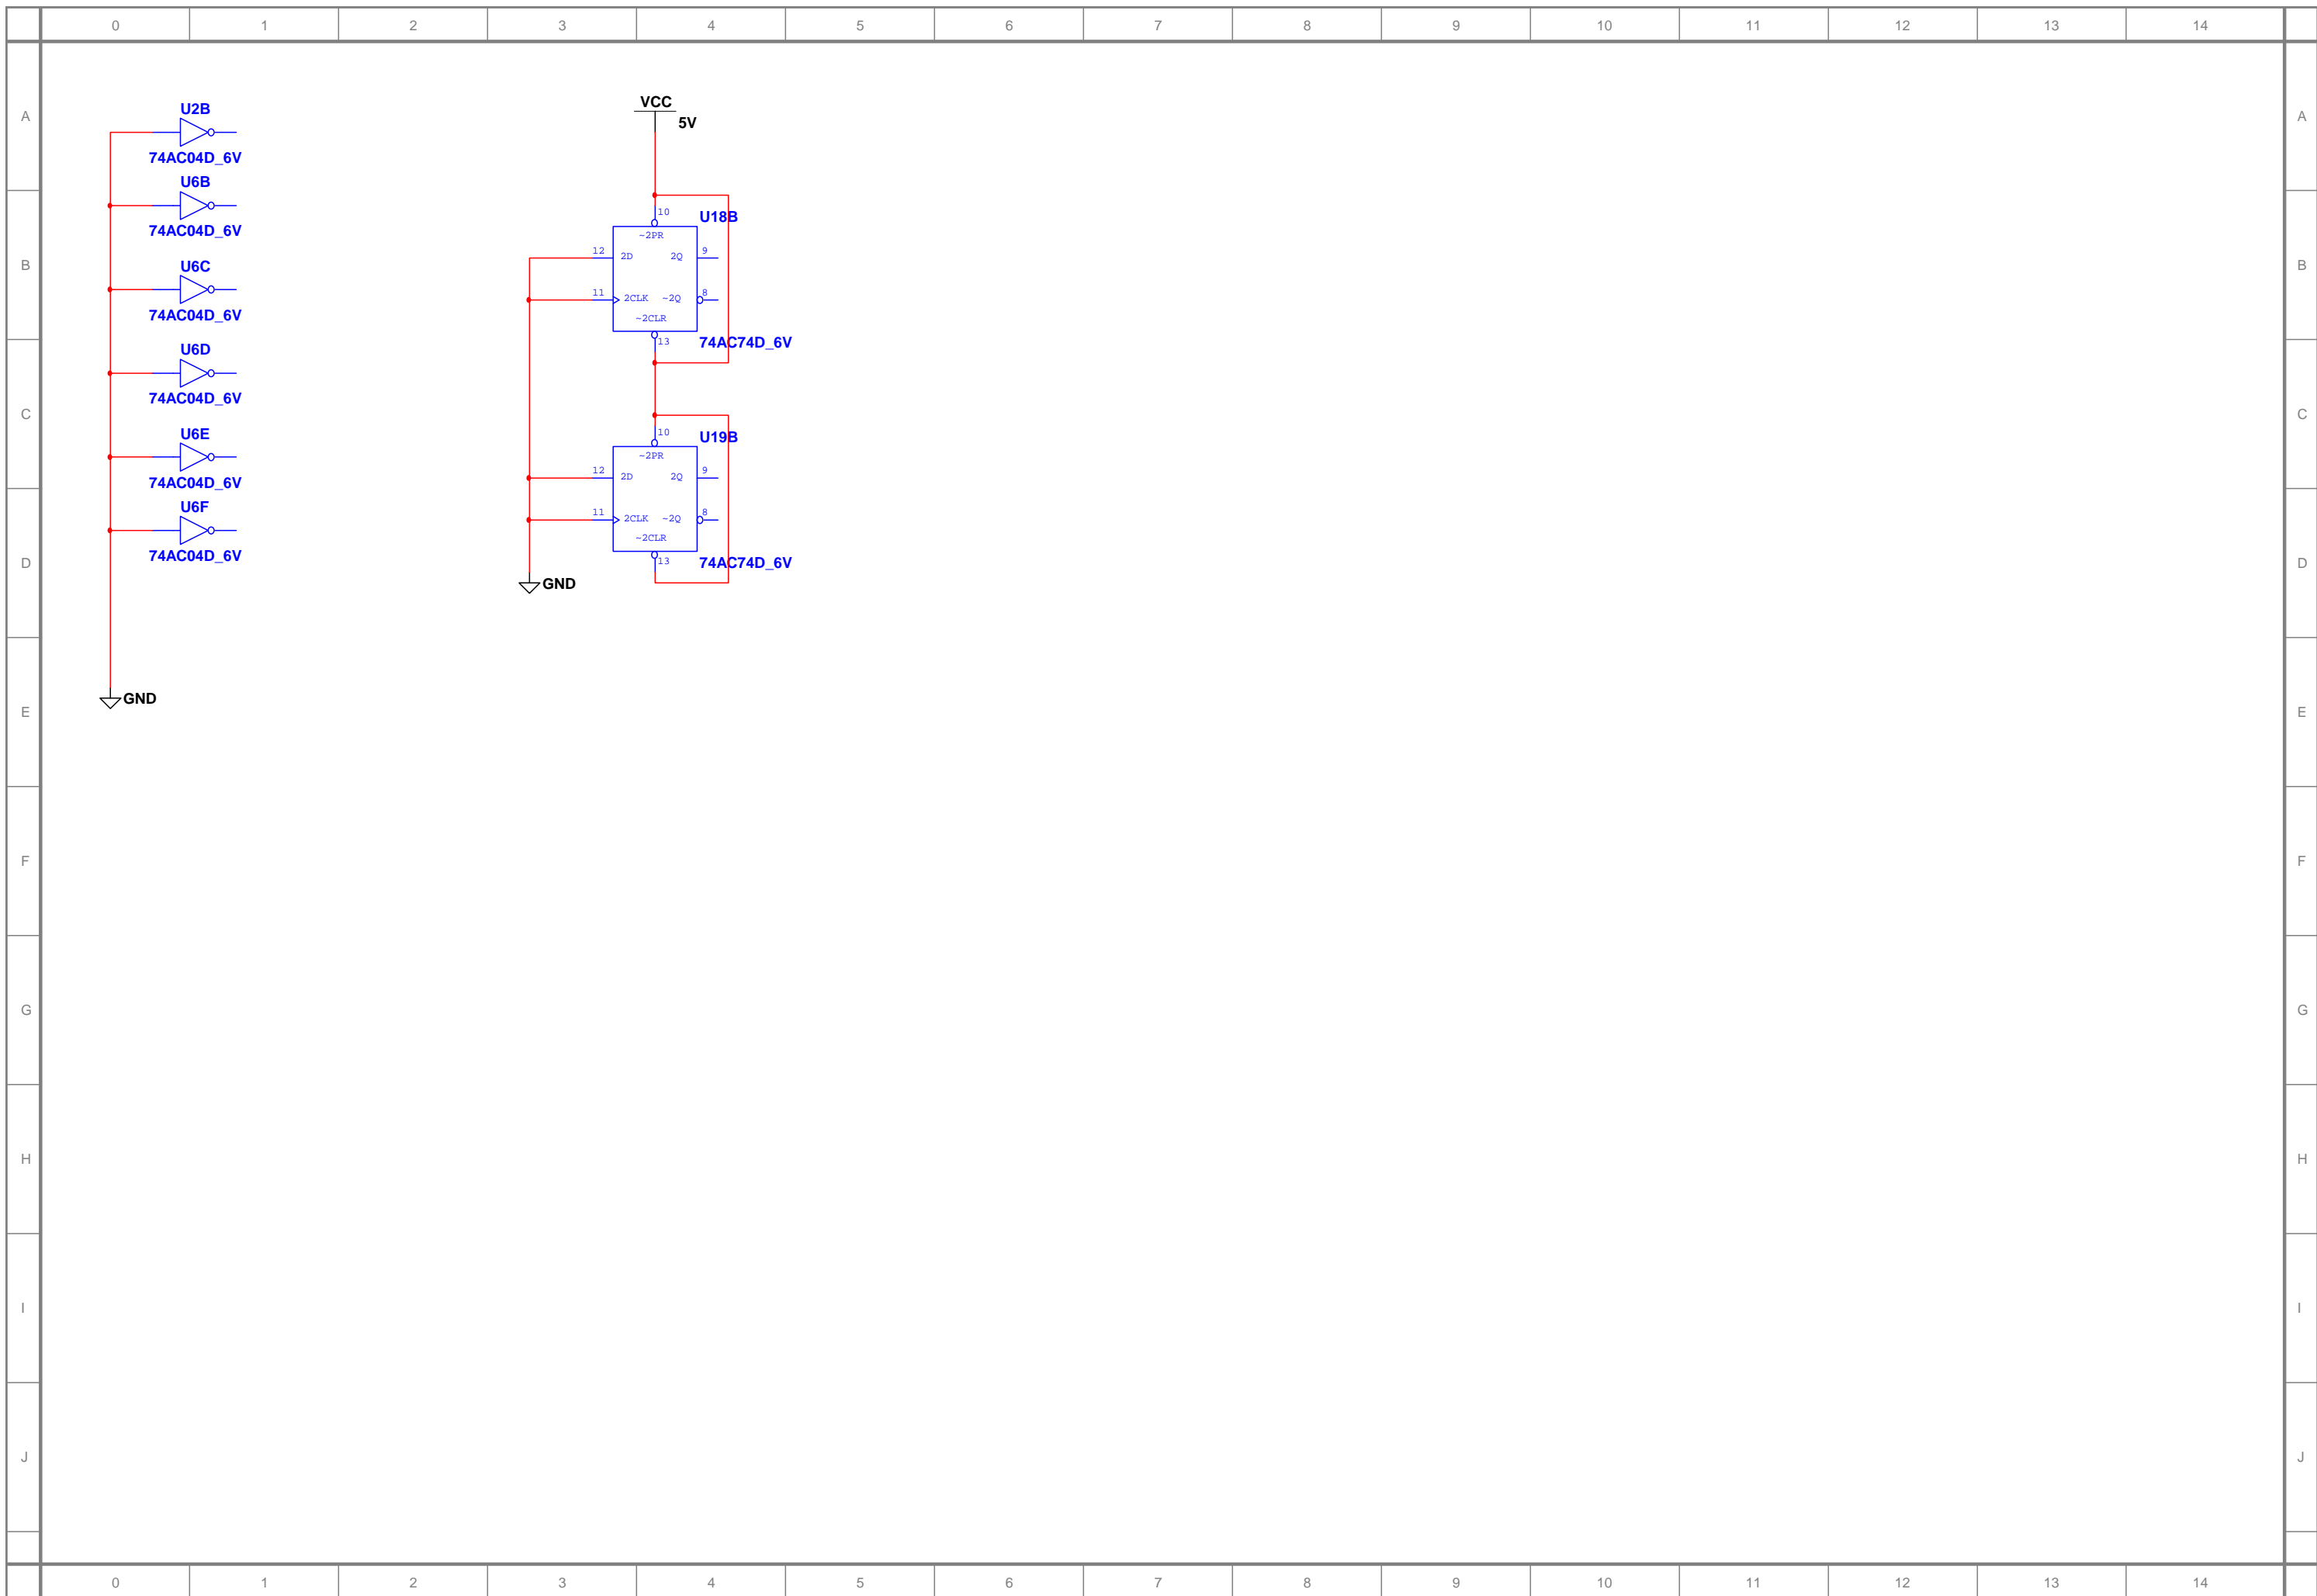 0 1 2 3 4 5 6 7 8 9 10 11 12 13 14
A A
U2B
74AC04D_6V
U6B
74AC04D_6V
U6C
74AC04D_6V
U6D
74AC04D_6V
U6E
74AC04D_6V
U6F
74AC04D_6V
GND
VCC
5V
10
U18B
~2PR
12 2D 2Q 9
11 2CLK ~2Q 8
~2CLR
13
74AC74D_6V
10
U19B
~2PR
12 2D 2Q 9
11 2CLK ~2Q 8
~2CLR
13
74AC74D_6V
GND
B B
C C
D D
E E
F F
G G
H H
I I
J J
0 1 2 3 4 5 6 7 8 9 10 11 12 13 14